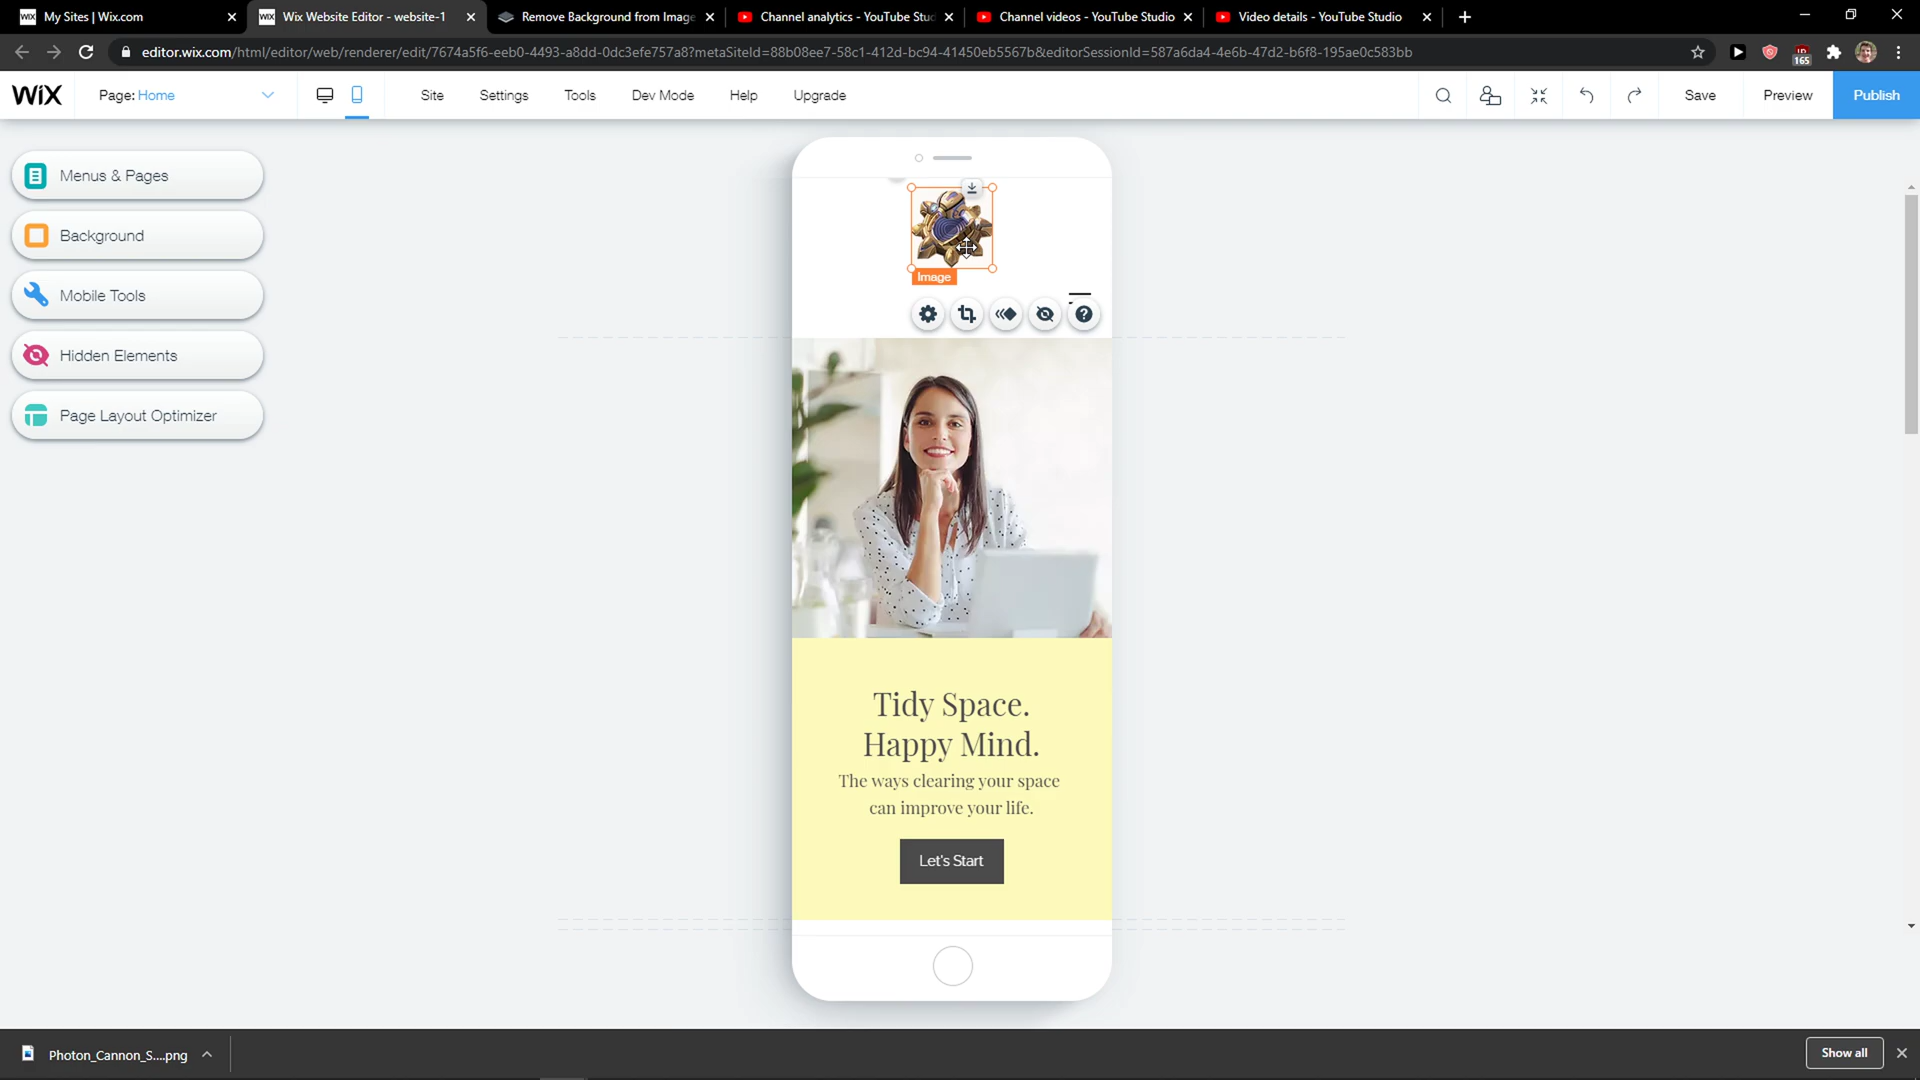 My Sites | Wix.com
Wix Website Editor - website-1
Remove Background from Image
Channel analytics - YouTube Stu
Channel videos - YouTube Studio
Video details - YouTube Studio
editor.wix.com/html/editor/web/renderer/edit/7674a5f6-eeb0-4493-a8dd-0dc3efe757a8?metaSiteId=88b08ee7-58c1-412d-bc94-41450eb5567b&editorSessionId=587a6da4-4e6b-47d2-b6f8-195ae0c583bb
165
WiX
Page: Home
Site
Settings
Tools
Dev Mode
Help
Upgrade
Save
Preview
Publish
Menus & Pages
Background
Mobile Tools
Hidden Elements
Page Layout Optimizer
Image
Tidy Space.
Happy Mind.
The ways clearing your space
can improve your life.
Let's Start
Photon_Cannon_S....png
Show all